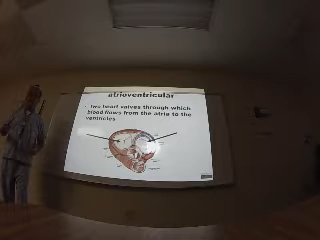 atrioventricular
- two heart valves through which
blood flows from the atria to the
ventricles